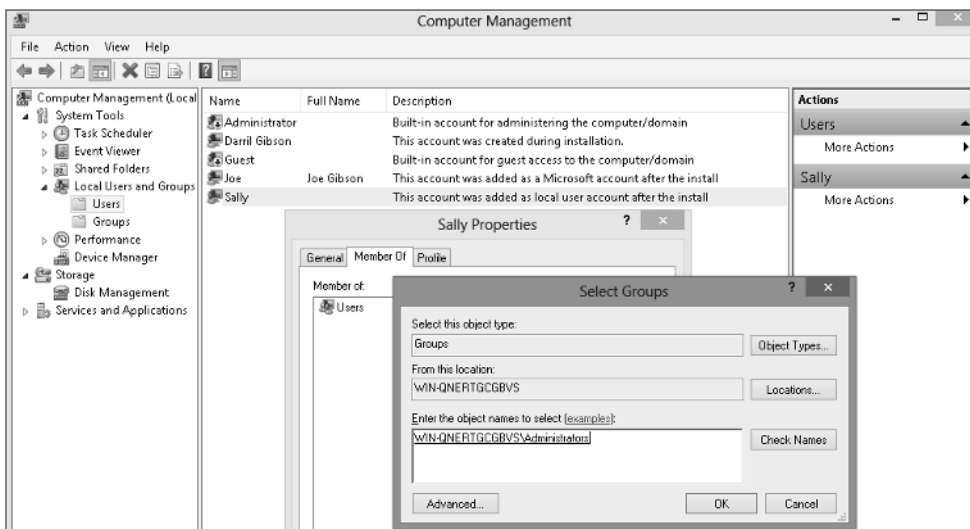 Computer Management
File Action View Help
Computer Management (Local
System Tools
Task Scheduler
Event Viewer
Shared Folders
Local Users and Groups
Users
Groups
Performance
Device Manager
Storage
Disk Management
Services and Applications
Name Full Name Description
Administrator Built-in account for administering the computer/domain
Darril Gibson This account was created during installation.
Guest Built-in account for guest access to the computer/domain
Joe Joe Gibson This account was added as a Microsoft account after the install
Sally This account was added as local user account after the install
Actions
Users
More Actions
Sally
More Actions
Sally Properties ?
General Member Of Profile
Member of:
Users
Select Groups ?
Select this object type:
Groups Object Types...
From this location:
WIN-QNERTGCGBVS Locations...
Enter the object names to select (examples):
WIN-QNERTGCGBVS\Administrators Check Names
Advanced... OK Cancel